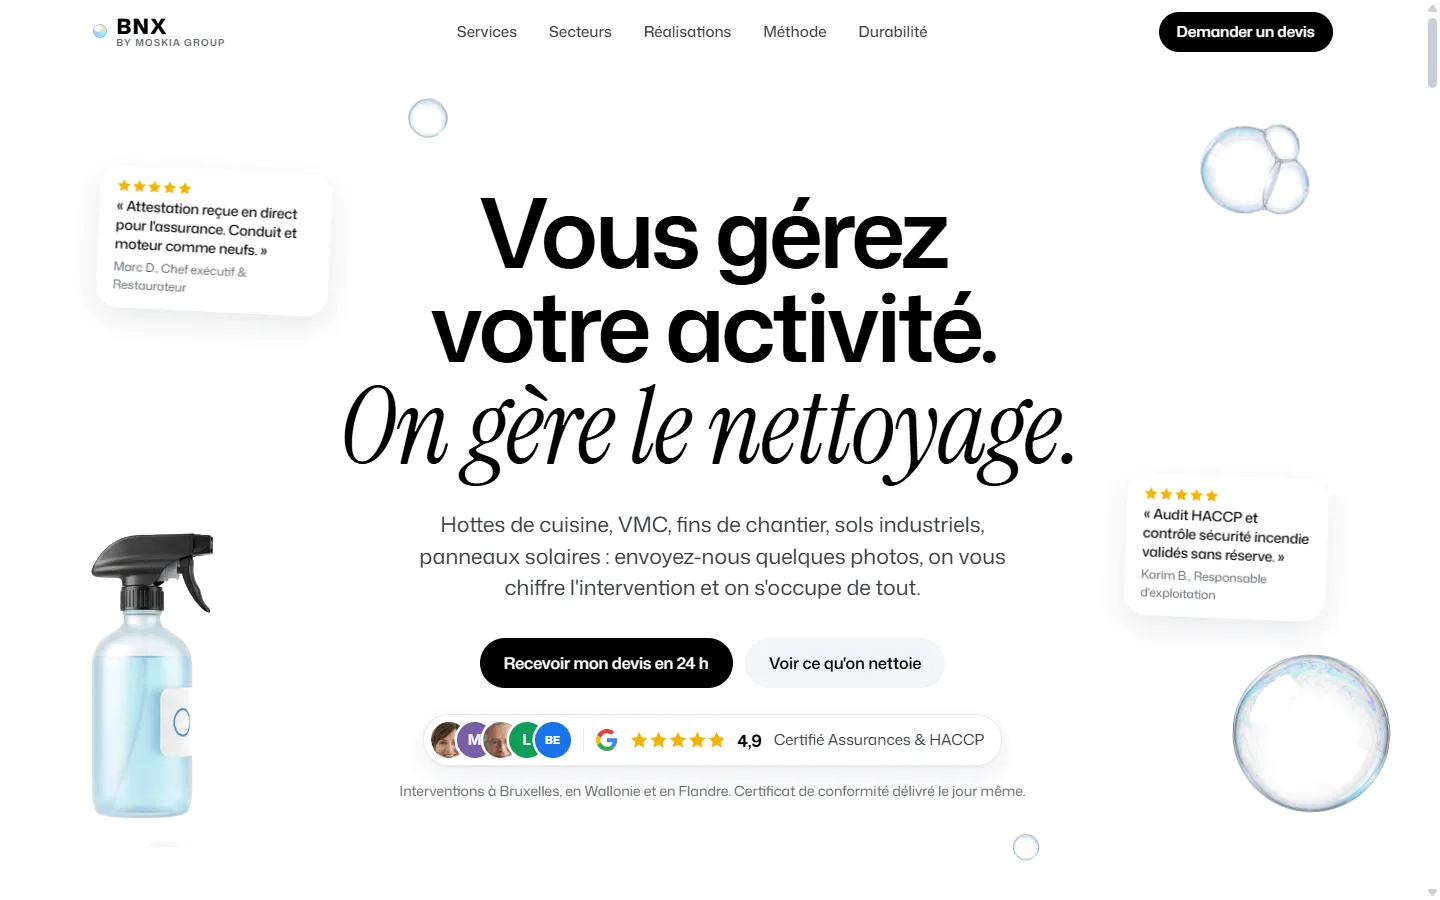 BNX
BY MOSKIA GROUP
Services
Secteurs
Réalisations
Méthode
Durabilité
Demander un devis
« Attestation reçue en direct
pour l'assurance. Conduit et
moteur comme neufs. »
Marc D., Chef exécutif &
Restaurateur
Vous gérez
votre activité.
On gère le nettoyage.
Hottes de cuisine, VMC, fins de chantier, sols industriels,
panneaux solaires : envoyez-nous quelques photos, on vous
chiffre l'intervention et on s'occupe de tout.
« Audit HACCP et
contrôle sécurité incendie
validés sans réserve. »
Karim B., Responsable
d'exploitation
Recevoir mon devis en 24 h
Voir ce qu'on nettoie
M
L
BE
G
4,9
Certifié Assurances & HACCP
Interventions à Bruxelles, en Wallonie et en Flandre. Certificat de conformité délivré le jour même.